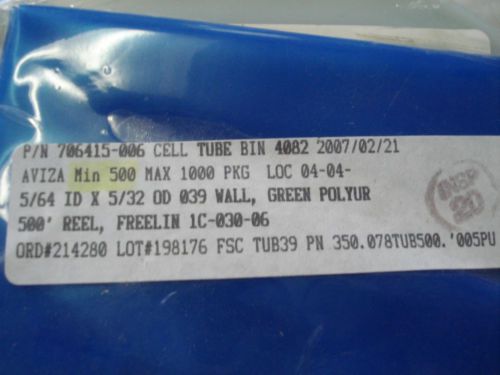 P/N 706415-006 CELL TUBE BIN 4082 2007/02/21
AVIZA Min 500 MAX 1000 PKG LOC 04-04-
5/64 ID X 5/32 OD 039 WALL, GREEN POLYUR
500' REEL, FREELIN 1C-030-06
ORD#214280 LOT#198176 FSC TUB39 PN 350.078TUB500.'005PU
INSP
20